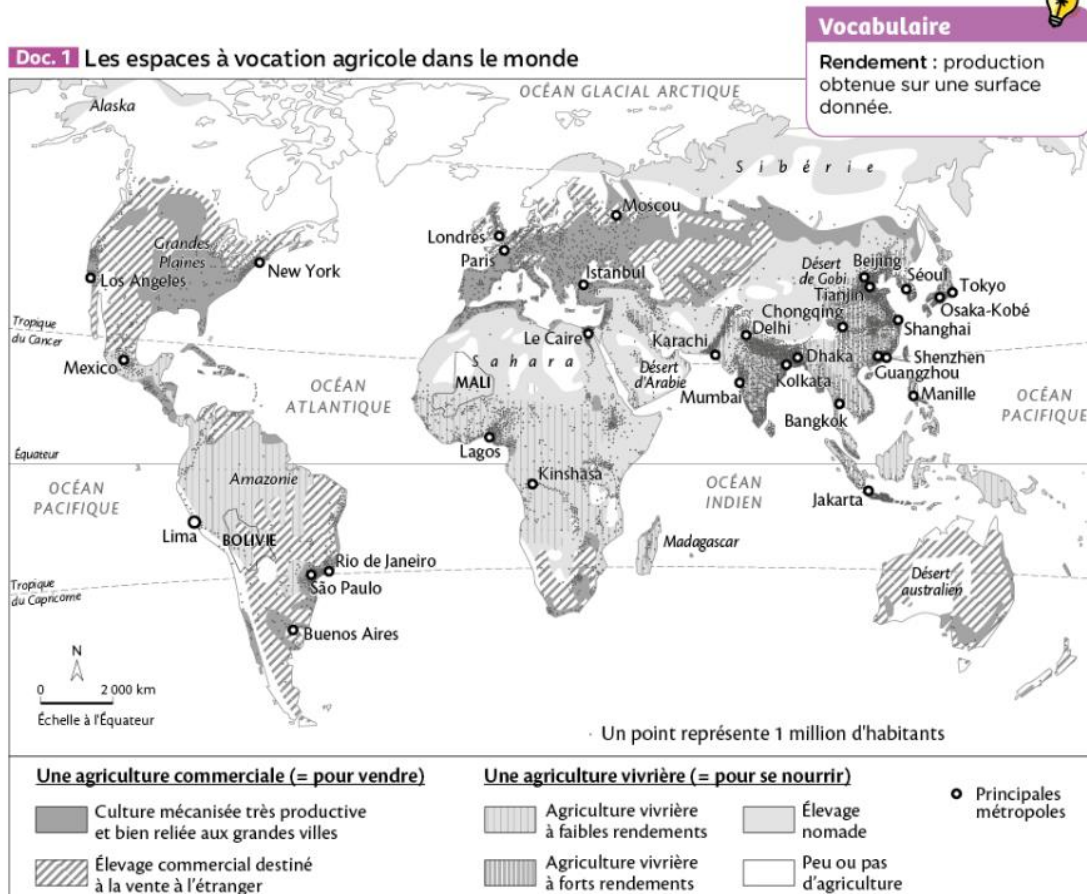 Vocabulaire
Rendement : production
obtenue sur une surface
donnée.
Doc. 1 Les espaces à vocation agricole dans le monde
OCÉAN GLACIAL ARCTIQUE
Alaska
Sibérie
Moscou
Londres
Paris
Grandes
Plaines
New York
Los Angeles
Istanbul
Désert
de Gobi
Beijing
Séoul
Tokyo
Tianjin
Osaka-Kobé
Chongqing
Shanghai
Tropique
du Cancer
Le Caire
Karachi
Delhi
Mexico
Sahara
MALI
Désert
d'Arabie
Dhaka
Shenzhen
Kolkata
Guangzhou
Mumbai
Manille
OCÉAN
ATLANTIQUE
OCÉAN
PACIFIQUE
Bangkok
Lagos
Équateur
Amazonie
Kinshasa
OCÉAN
PACIFIQUE
OCÉAN
INDIEN
Jakarta
Lima
BOLIVIE
Madagascar
Rio de Janeiro
São Paulo
Désert
australien
Tropique
du Capricorne
Buenos Aires
N
0 2 000 km
Échelle à l'Équateur
Un point représente 1 million d'habitants
Une agriculture commerciale (= pour vendre)
Culture mécanisée très productive
et bien reliée aux grandes villes
Élevage commercial destiné
à la vente à l'étranger
Une agriculture vivrière (= pour se nourrir)
Agriculture vivrière
à faibles rendements
Agriculture vivrière
à forts rendements
Élevage
nomade
Peu ou pas
d'agriculture
Principales
métropoles